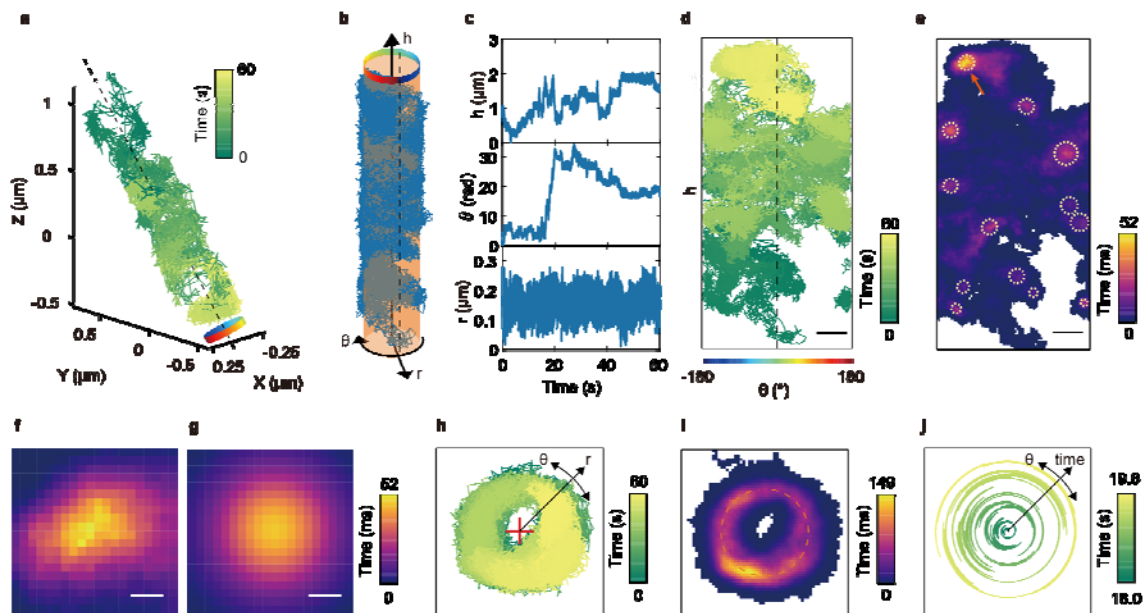 a
60
Time (s)
0
1
0.5
0
-0.5
Z (µm)
0.5
0
-0.5
Y (µm)
-0.25
0
0.25
X (µm)
b
h
θ
r
c
3
2
1
0
h (µm)
30
20
10
0
θ (rad)
0.3
0.2
0.1
0
r (µm)
0 20 40 60
Time (s)
d
h
-180 180
θ (°)
60
Time (s)
0
e
52
Time (ms)
0
f
g
52
Time (ms)
0
h
θ
r
60
Time (s)
0
i
149
Time (ms)
0
j
θ
time
19.8
Time (s)
16.0